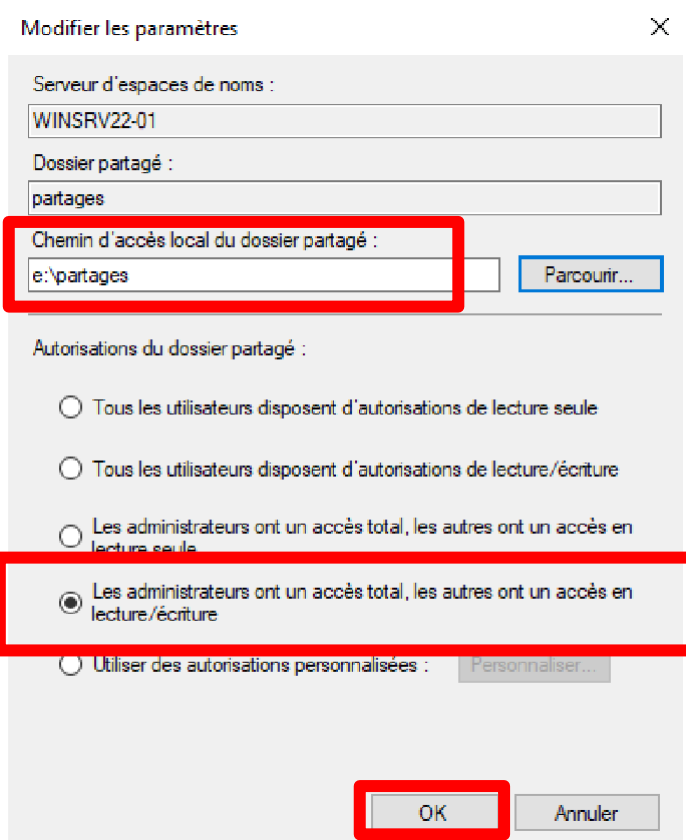 Modifier les paramètres
Serveur d'espaces de noms :
WINSRV22-01
Dossier partagé :
partages
Chemin d'accès local du dossier partagé :
e:\partages
Parcourir...
Autorisations du dossier partagé :
Tous les utilisateurs disposent d'autorisations de lecture seule
Tous les utilisateurs disposent d'autorisations de lecture/écriture
Les administrateurs ont un accès total, les autres ont un accès en
lecture seule
Les administrateurs ont un accès total, les autres ont un accès en
lecture/écriture
Utiliser des autorisations personnalisées :
Personnaliser...
OK
Annuler